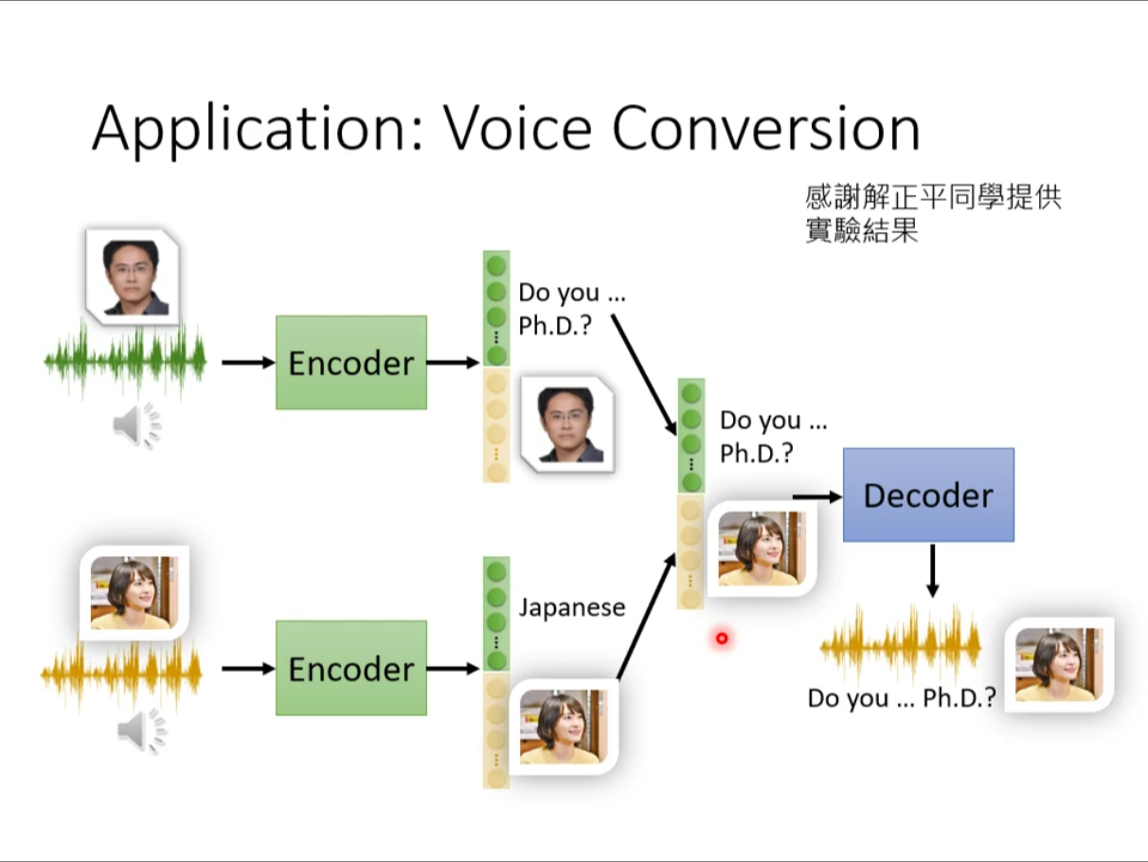 Application: Voice Conversion
感謝解正平同學提供
實驗結果
Do you ...
Ph.D.?
Encoder
Do you ...
Ph.D.?
Decoder
Japanese
Encoder
Do you ... Ph.D.?